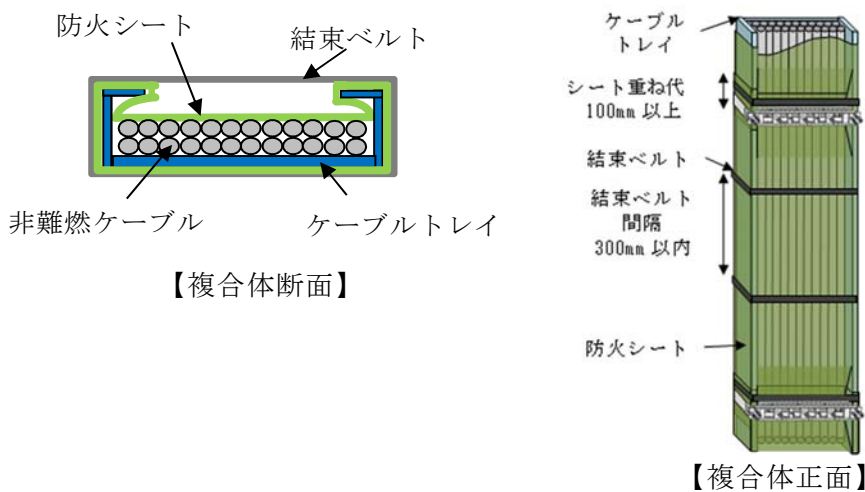 防火シート
結束ベルト
非難燃ケーブル
ケーブルトレイ
【複合体断面】
ケーブル
トレイ
シート重ね代
100mm 以上
結束ベルト
結束ベルト
間隔
300mm 以内
防火シート
【複合体正面】